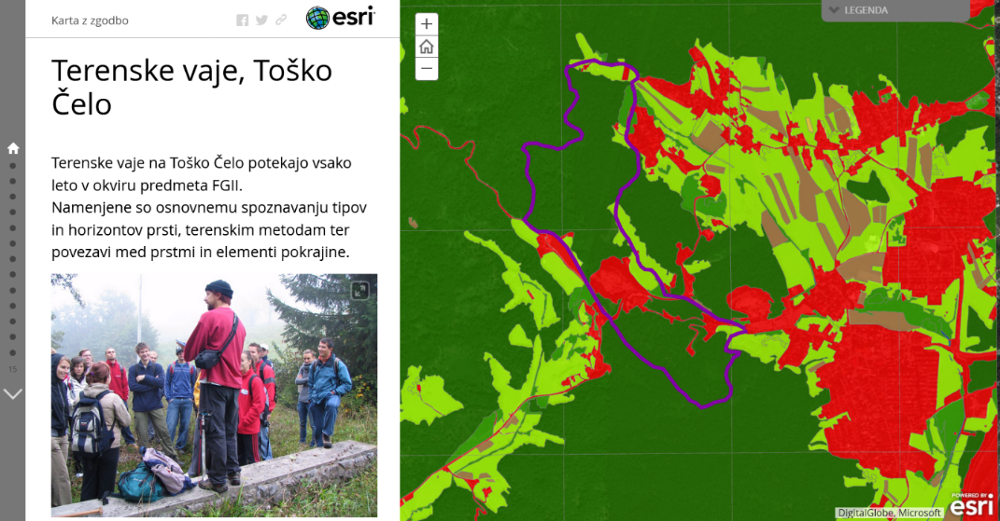 Karta z zgodbo
esri
Terenske vaje, Toško
Čelo
Terenske vaje na Toško Čelo potekajo vsako
leto v okviru predmeta FGII.
Namenjene so osnovnemu spoznavanju tipov
in horizontov prsti, terenskim metodam ter
povezavi med prstmi in elementi pokrajine.
15
LEGENDA
DigitalGlobe, Microsoft
POWERED BY
esri